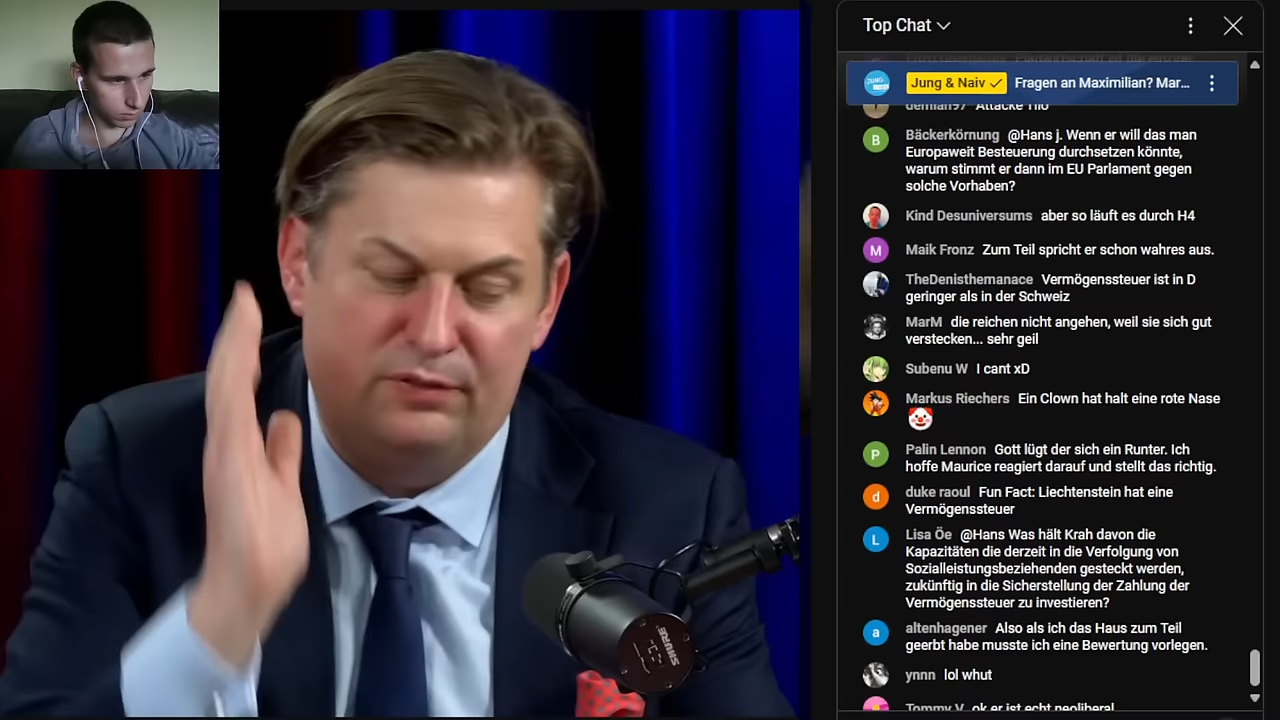 Top Chat
Jung & Naiv Fragen an Maximilian? Mar...
demian97 Attacke Tilo
Bäckerkörnung @Hans j. Wenn er will das man
Europaweit Besteuerung durchsetzen könnte,
warum stimmt er dann im EU Parlament gegen
solche Vorhaben?
Kind Desuniversums aber so läuft es durch H4
Maik Fronz Zum Teil spricht er schon wahres aus.
TheDenisthemanace Vermögenssteuer ist in D
geringer als in der Schweiz
MarM die reichen nicht angehen, weil sie sich gut
verstecken... sehr geil
Subenu W I cant xD
Markus Riechers Ein Clown hat halt eine rote Nase
🤡
Palin Lennon Gott lügt der sich ein Runter. Ich
hoffe Maurice reagiert darauf und stellt das richtig.
duke raoul Fun Fact: Liechtenstein hat eine
Vermögenssteuer
Lisa Öe @Hans Was hält Krah davon die
Kapazitäten die derzeit in die Verfolgung von
Sozialleistungsbeziehenden gesteckt werden,
zukünftig in die Sicherstellung der Zahlung der
Vermögenssteuer zu investieren?
altenhagener Also als ich das Haus zum Teil
geerbt habe musste ich eine Bewertung vorlegen.
ynnn lol whut
Tommy V. ok er ist echt neoliberal
SHURE